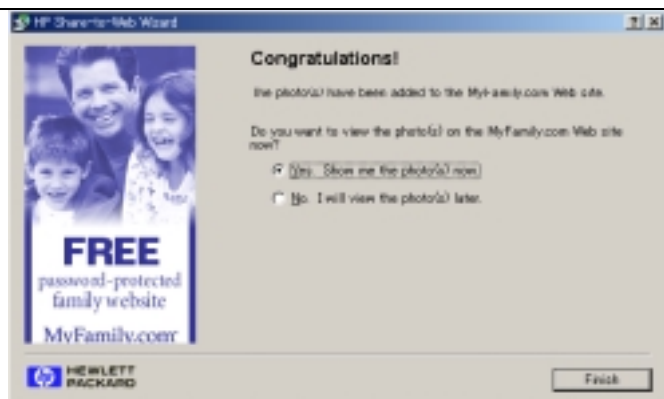 HP Share-to-Web Wizard
Congratulations!
The photo(s) have been added to the MyFamily.com Web site.
Do you want to view the photo(s) on the MyFamily.com Web site
now?
Yes. Show me the photo(s) now.
No. I will view the photo(s) later.
FREE
password-protected
family website
MyFamily.com
HEWLETT
PACKARD
Finish